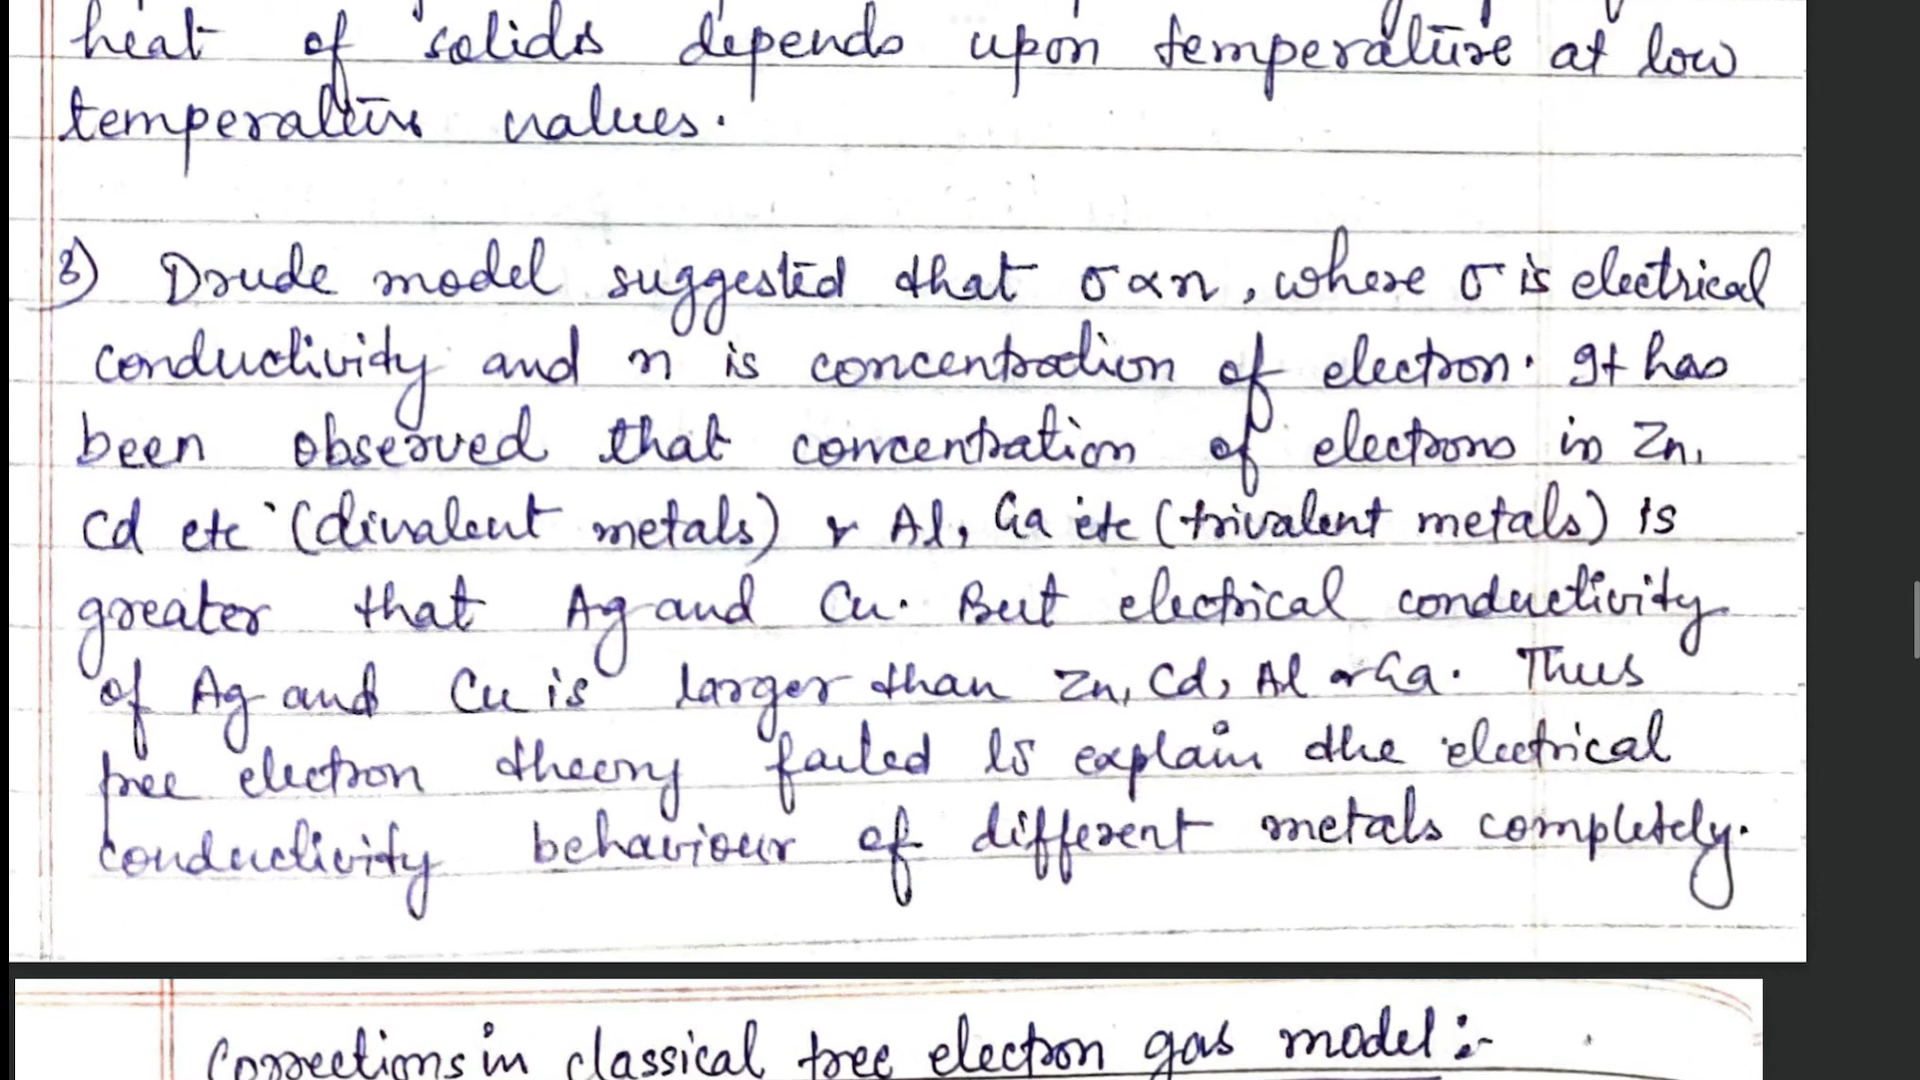 heat of solids depends upon temperature at low
temperature values.
3) Drude model suggested that σ∝n, where σ is electrical
conductivity and n is concentration of electron. It has
been observed that concentration of electrons in Zn,
Cd etc (divalent metals) & Al, Ga etc (trivalent metals) is
greater that Ag and Cu. But electrical conductivity
of Ag and Cu is larger than Zn, Cd, Al & Ga. Thus
free electron theory failed to explain the electrical
conductivity behaviour of different metals completely.
Corrections in classical free electron gas model :-